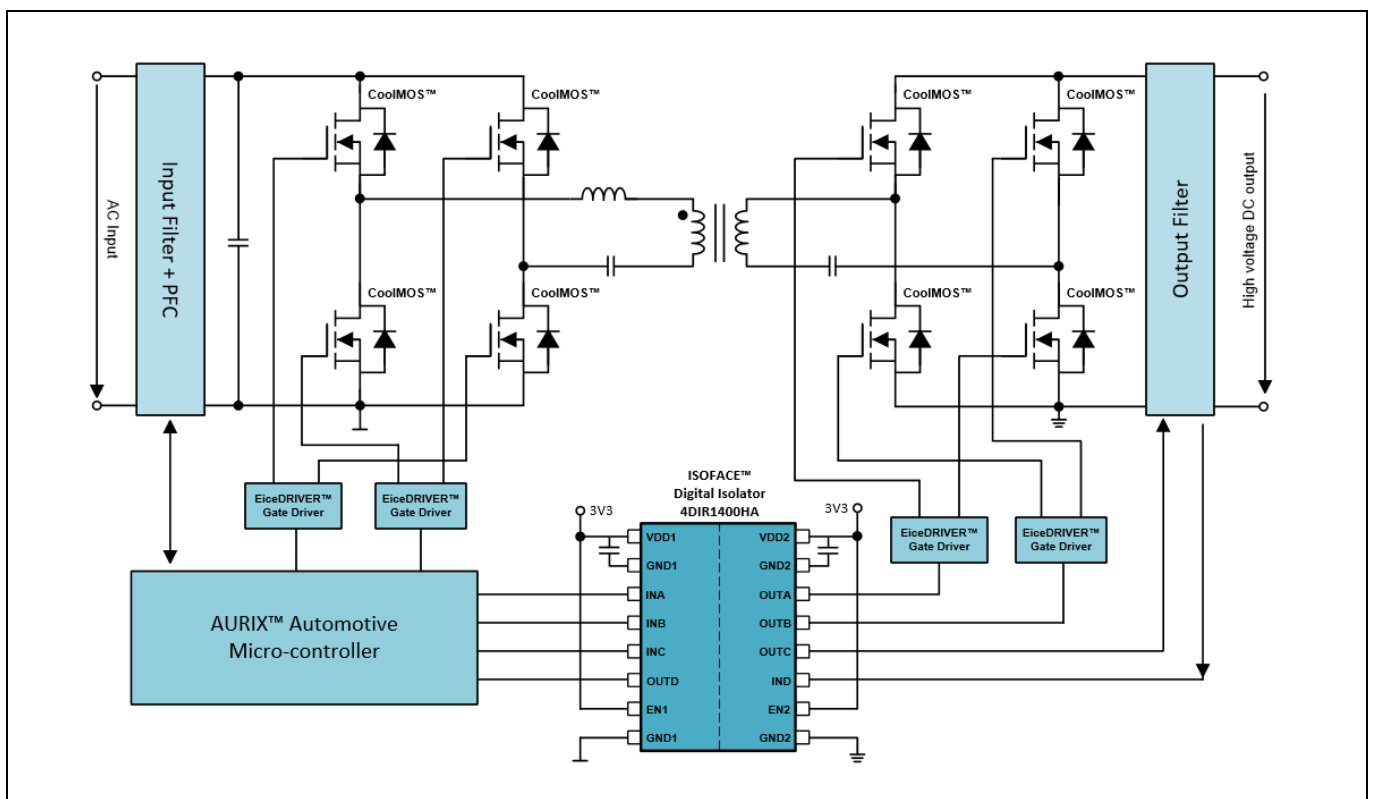 CoolMOS™
CoolMOS™
CoolMOS™
CoolMOS™
AC Input
Input Filter + PFC
Output Filter
High voltage DC output
CoolMOS™
CoolMOS™
CoolMOS™
CoolMOS™
EiceDRIVER™
Gate Driver
EiceDRIVER™
Gate Driver
ISOFACE™
Digital Isolator
4DIR1400HA
3V3
3V3
EiceDRIVER™
Gate Driver
EiceDRIVER™
Gate Driver
VDD1
VDD2
GND1
GND2
INA
OUTA
INB
OUTB
INC
OUTC
OUTD
IND
EN1
EN2
GND1
GND2
AURIX™ Automotive
Micro-controller